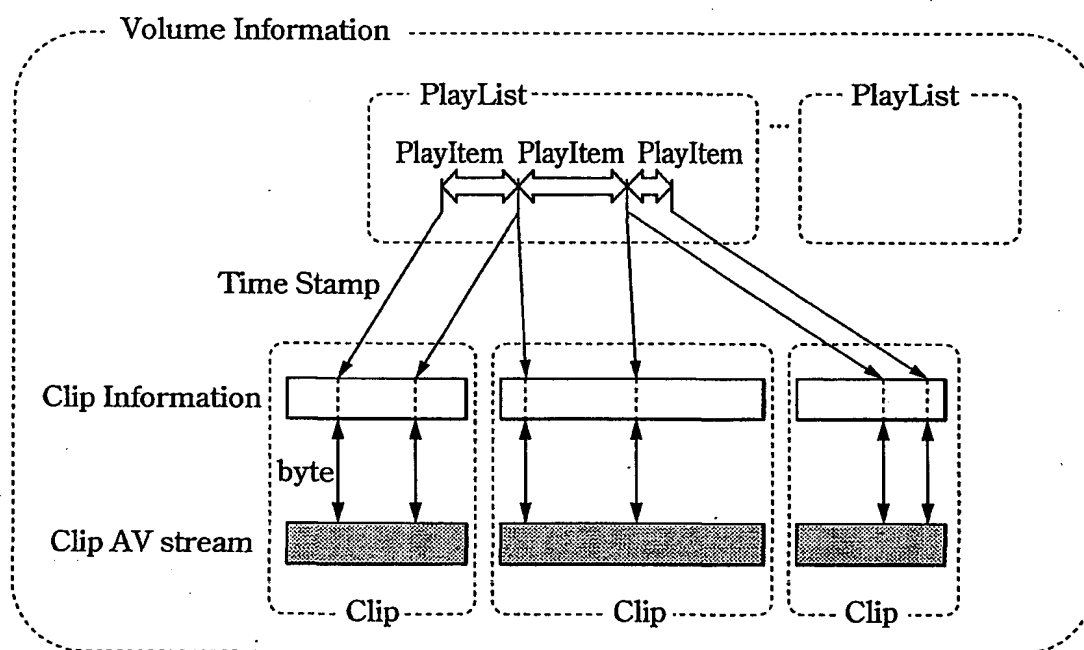 Volume Information
PlayList
...
PlayList
PlayItem PlayItem PlayItem
Time Stamp
Clip Information
byte
Clip AV stream
Clip
Clip
Clip